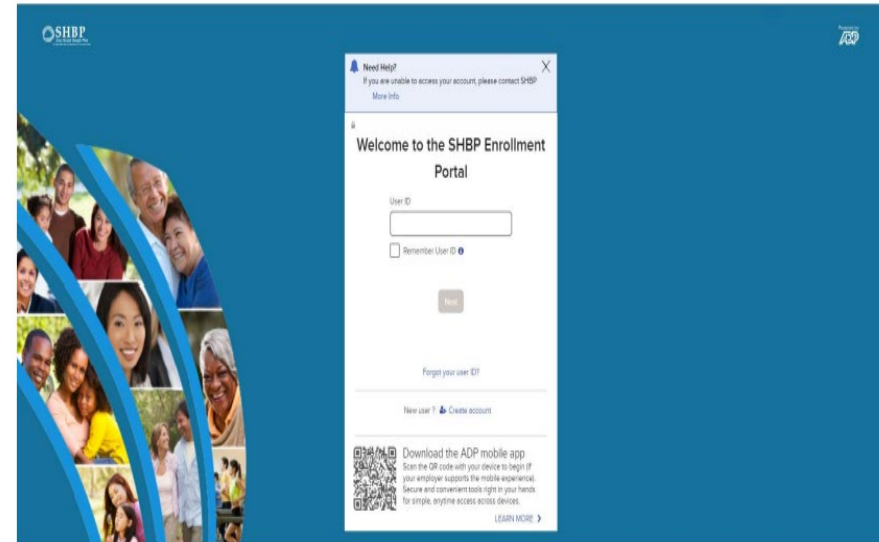 SHBP
Powered by
ADP
Need Help?
If you are unable to access your account, please contact SHBP
More Info
Welcome to the SHBP Enrollment
Portal
User ID
Remember User ID
Next
Forgot your user ID?
New user ? Create account
Download the ADP mobile app
Scan the QR code with your device to begin (if
your employer supports the mobile experience).
Secure and convenient tools right in your hands
for simple, anytime access across devices.
LEARN MORE